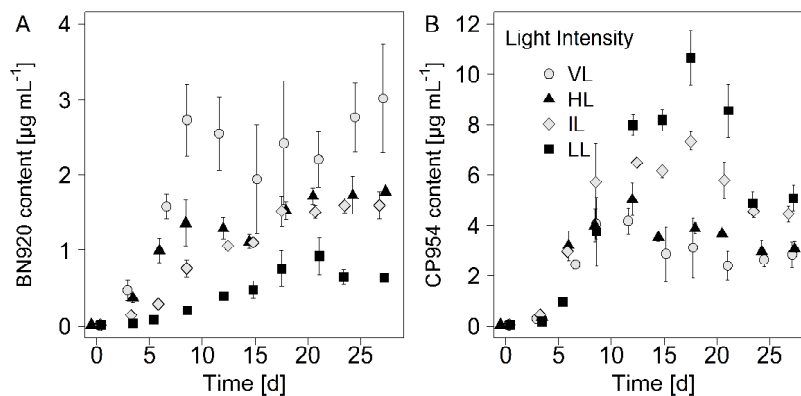 A
BN920 content [µg mL⁻¹]
4
3
2
1
0
0 5 10 15 20 25
Time [d]
B
CP954 content [µg mL⁻¹]
12
10
8
6
4
2
0
0 5 10 15 20 25
Time [d]
Light Intensity
VL
HL
IL
LL